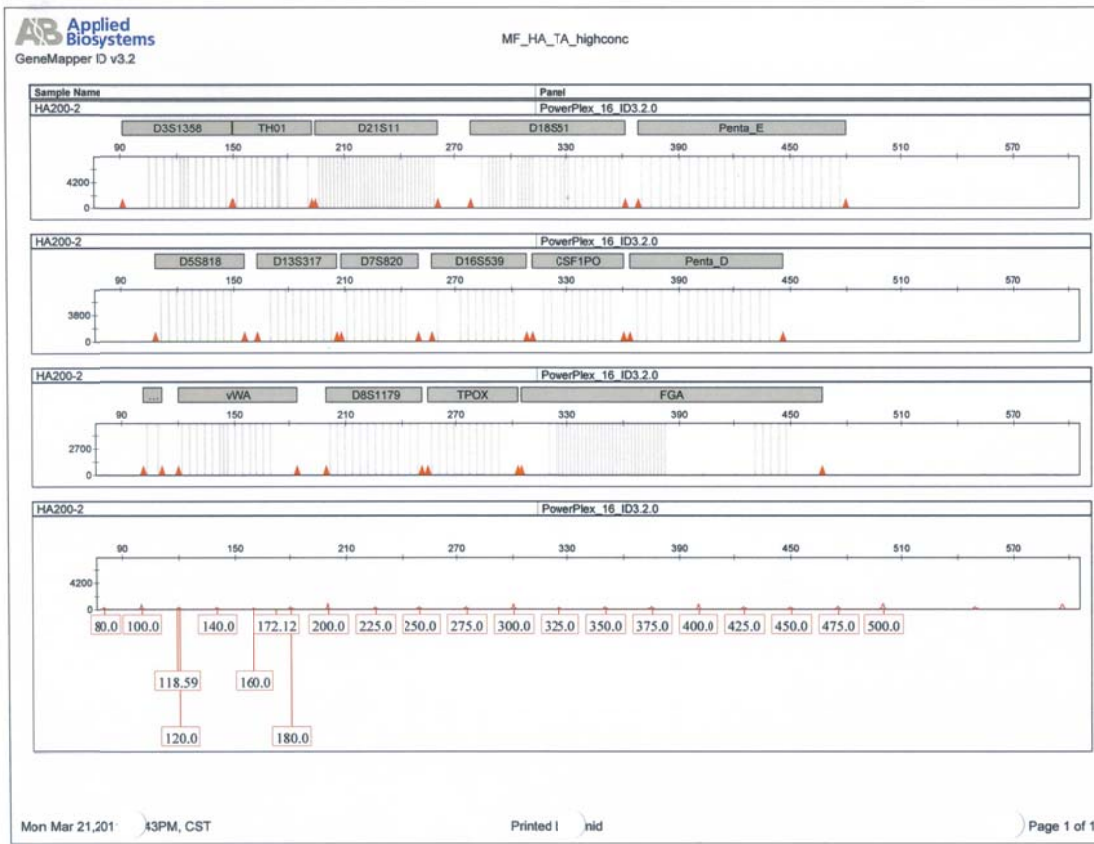 AB Applied
Biosystems
GeneMapper ID v3.2
MF_HA_TA_highconc
Sample Name Panel
HA200-2 PowerPlex_16_ID3.2.0
D3S1358 TH01 D21S11 D18S51 Penta_E
90 150 210 270 330 390 450 510 570
4200
0
HA200-2 PowerPlex_16_ID3.2.0
D5S818 D13S317 D7S820 D16S539 CSF1PO Penta_D
90 150 210 270 330 390 450 510 570
3800
0
HA200-2 PowerPlex_16_ID3.2.0
... vWA D8S1179 TPOX FGA
90 150 210 270 330 390 450 510 570
2700
0
HA200-2 PowerPlex_16_ID3.2.0
90 150 210 270 330 390 450 510 570
4200
0
80.0 100.0 140.0 172.12 200.0 225.0 250.0 275.0 300.0 325.0 350.0 375.0 400.0 425.0 450.0 475.0 500.0
118.59 160.0
120.0 180.0
Mon Mar 21,201 43PM, CST Printed nid Page 1 of 1